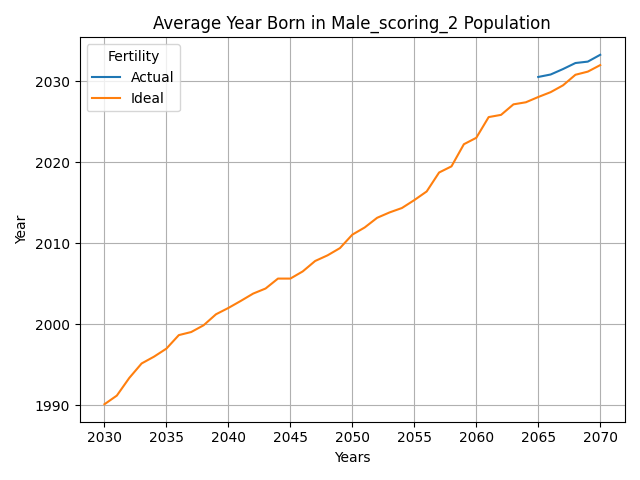 Average Year Born in Male_scoring_2 Population
Fertility
Actual
Ideal
Year
2030
2020
2010
2000
1990
2030 2035 2040 2045 2050 2055 2060 2065 2070
Years